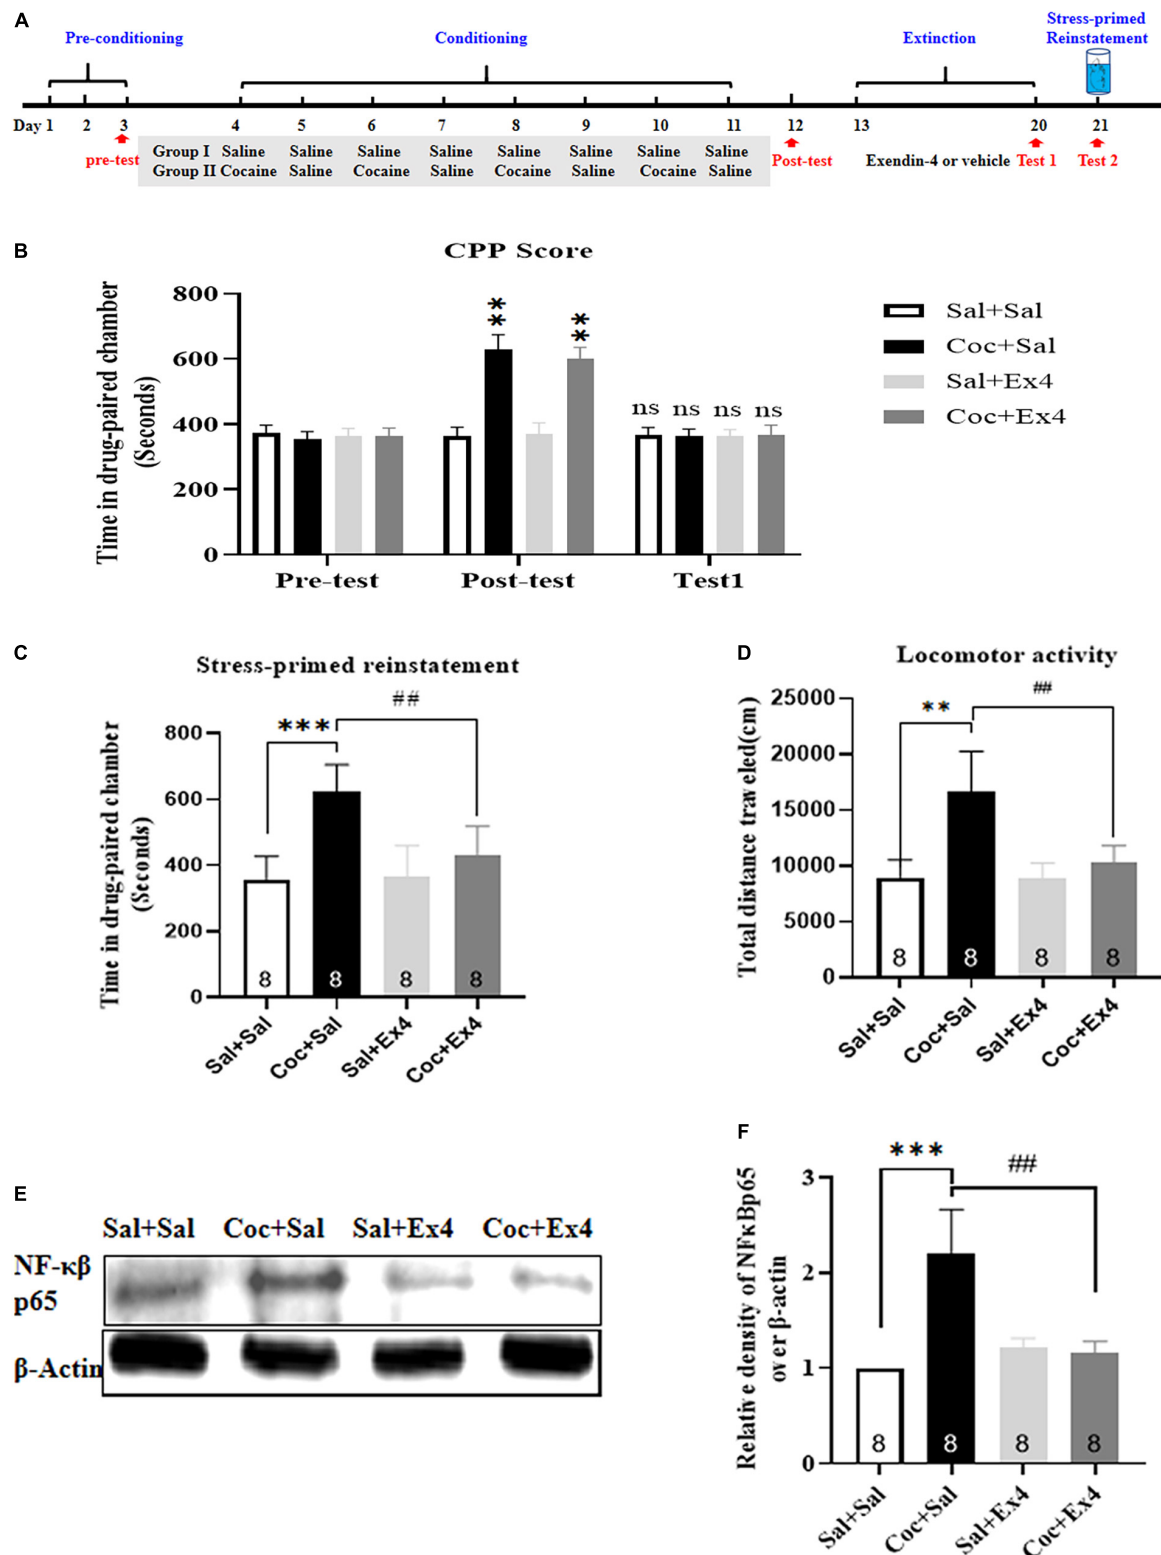 A
Pre-conditioning
Conditioning
Extinction
Stress-primed
Reinstatement
Day 1 2 3 4 5 6 7 8 9 10 11 12 13 20 21
pre-test
Group I Saline Saline Saline Saline Saline Saline Saline Saline
Group II Cocaine Saline Cocaine Saline Cocaine Saline Cocaine Saline
Post-test
Exendin-4 or vehicle
Test 1
Test 2
B
CPP Score
Time in drug-paired chamber
(Seconds)
800
600
400
200
0
**
**
ns ns ns ns
Pre-test Post-test Test1
Sal+Sal
Coc+Sal
Sal+Ex4
Coc+Ex4
C
Stress-primed reinstatement
Time in drug-paired chamber
(Seconds)
800
600
400
200
0
***
##
8 8 8 8
Sal+Sal
Coc+Sal
Sal+Ex4
Coc+Ex4
D
Locomotor activity
Total distance traveled(cm)
25000
20000
15000
10000
5000
0
**
##
8 8 8 8
Sal+Sal
Coc+Sal
Sal+Ex4
Coc+Ex4
E
Sal+Sal Coc+Sal Sal+Ex4 Coc+Ex4
NF-κβ
p65
β-Actin
F
Relative density of NFκBp65
over β-actin
3
2
1
0
***
##
8 8 8 8
Sal+Sal
Coc+Sal
Sal+Ex4
Coc+Ex4